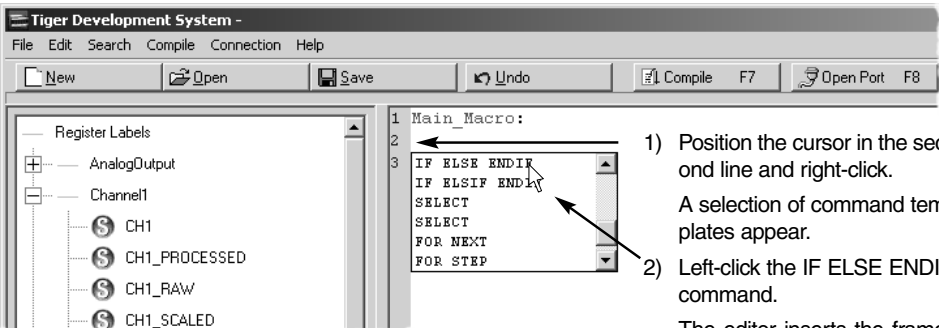 Tiger Development System -
File Edit Search Compile Connection Help
New Open Save Undo Compile F7 Open Port F8
Register Labels
AnalogOutput
Channel1
CH1
CH1_PROCESSED
CH1_RAW
CH1_SCALED
1 Main_Macro:
2
3
IF ELSE ENDIF
IF ELSIF ENDIF
SELECT
SELECT
FOR NEXT
FOR STEP
1) Position the cursor in the sec
ond line and right-click.
A selection of command tem
plates appear.
2) Left-click the IF ELSE ENDI
command.
The editor inserts the frame